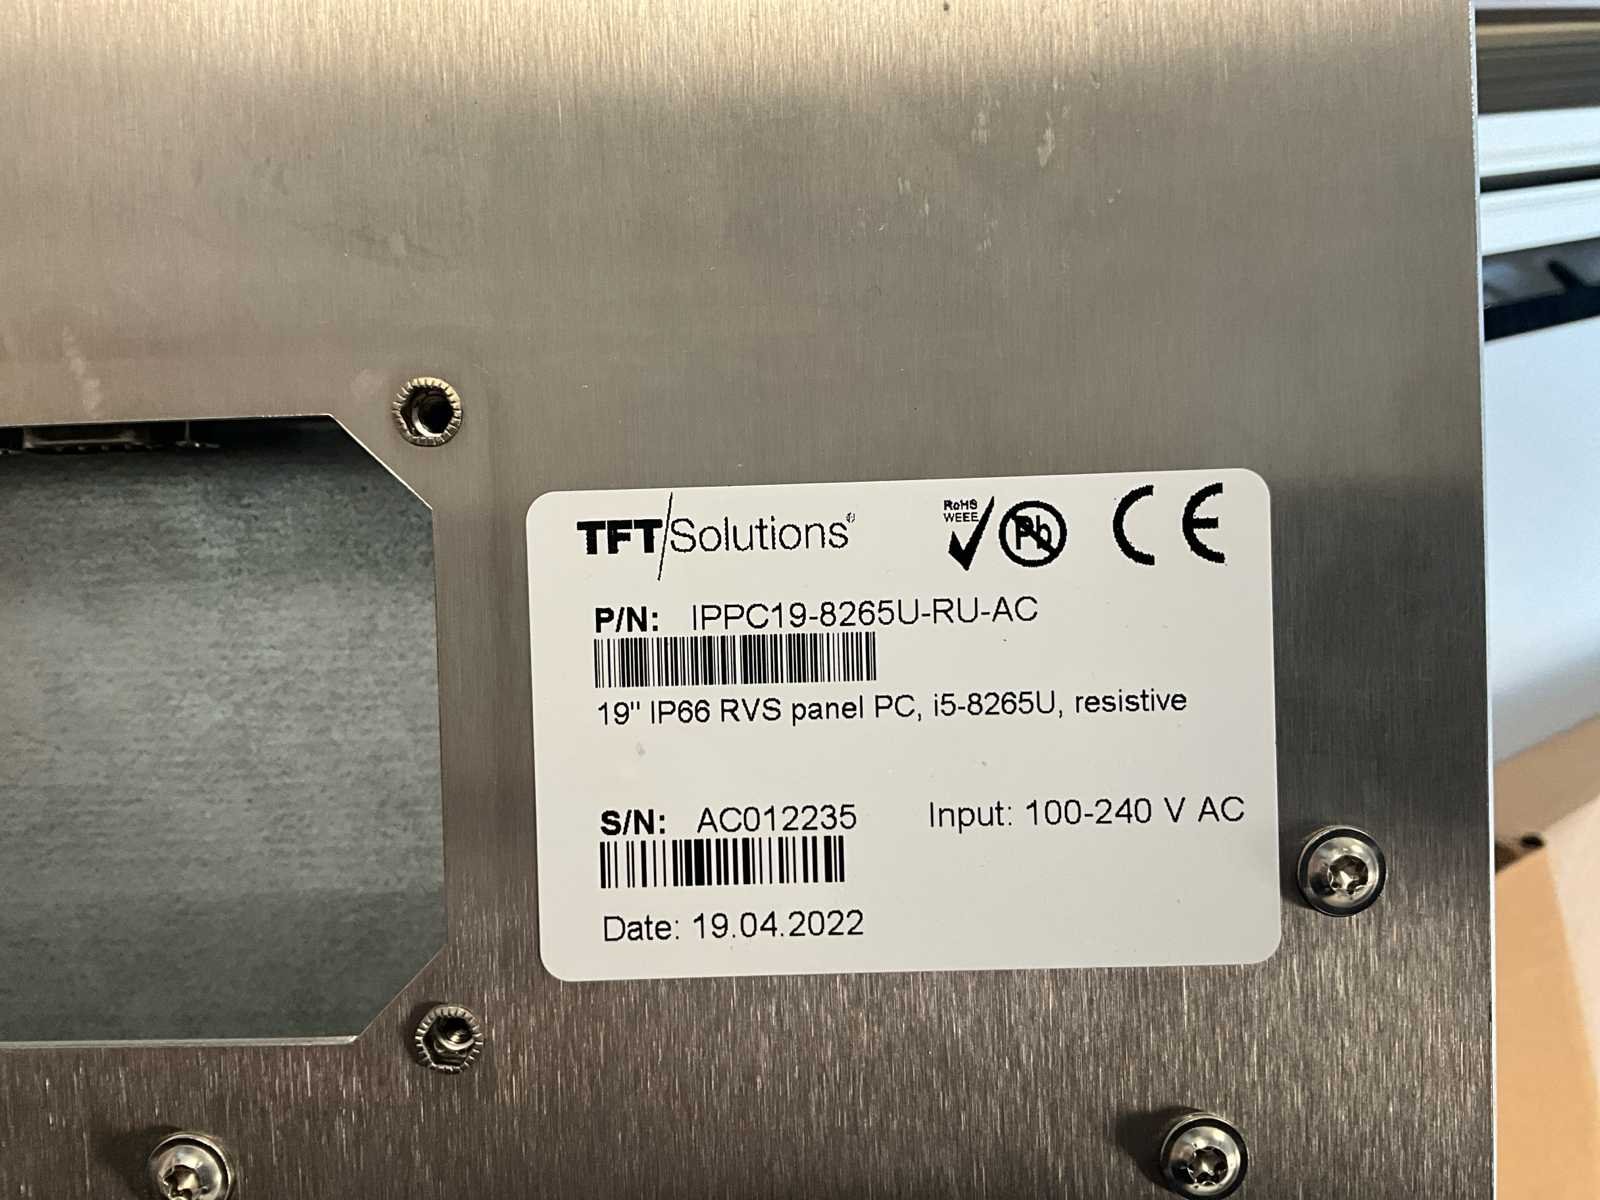 TFT/Solutions®
RoHS
WEEE
Pb
CE
P/N: IPPC19-8265U-RU-AC
19" IP66 RVS panel PC, i5-8265U, resistive
S/N: AC012235 Input: 100-240 V AC
Date: 19.04.2022